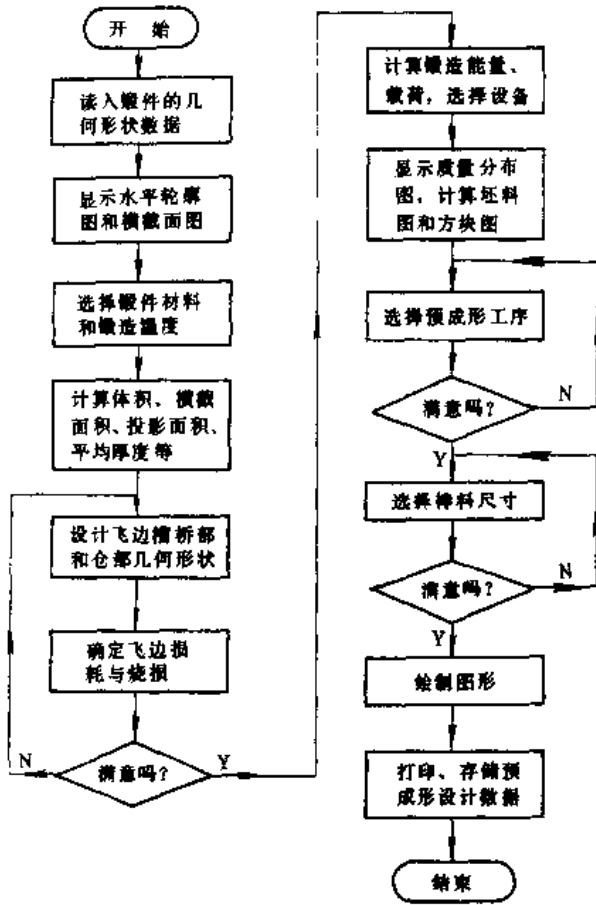 开 始
读入锻件的几
何形状数据
显示水平轮廓
图和横截面图
选择锻件材料
和锻造温度
计算体积、横截
面积、投影面积、
平均厚度等
设计飞边槽桥部
和仓部几何形状
确定飞边损
耗与烧损
满意吗?
N
Y
计算锻造能量、
载荷,选择设备
显示质量分布
图,计算坯料
图和方块图
选择预成形工序
满意吗?
N
Y
选择棒料尺寸
满意吗?
N
Y
绘制图形
打印、存储预
成形设计数据
结束